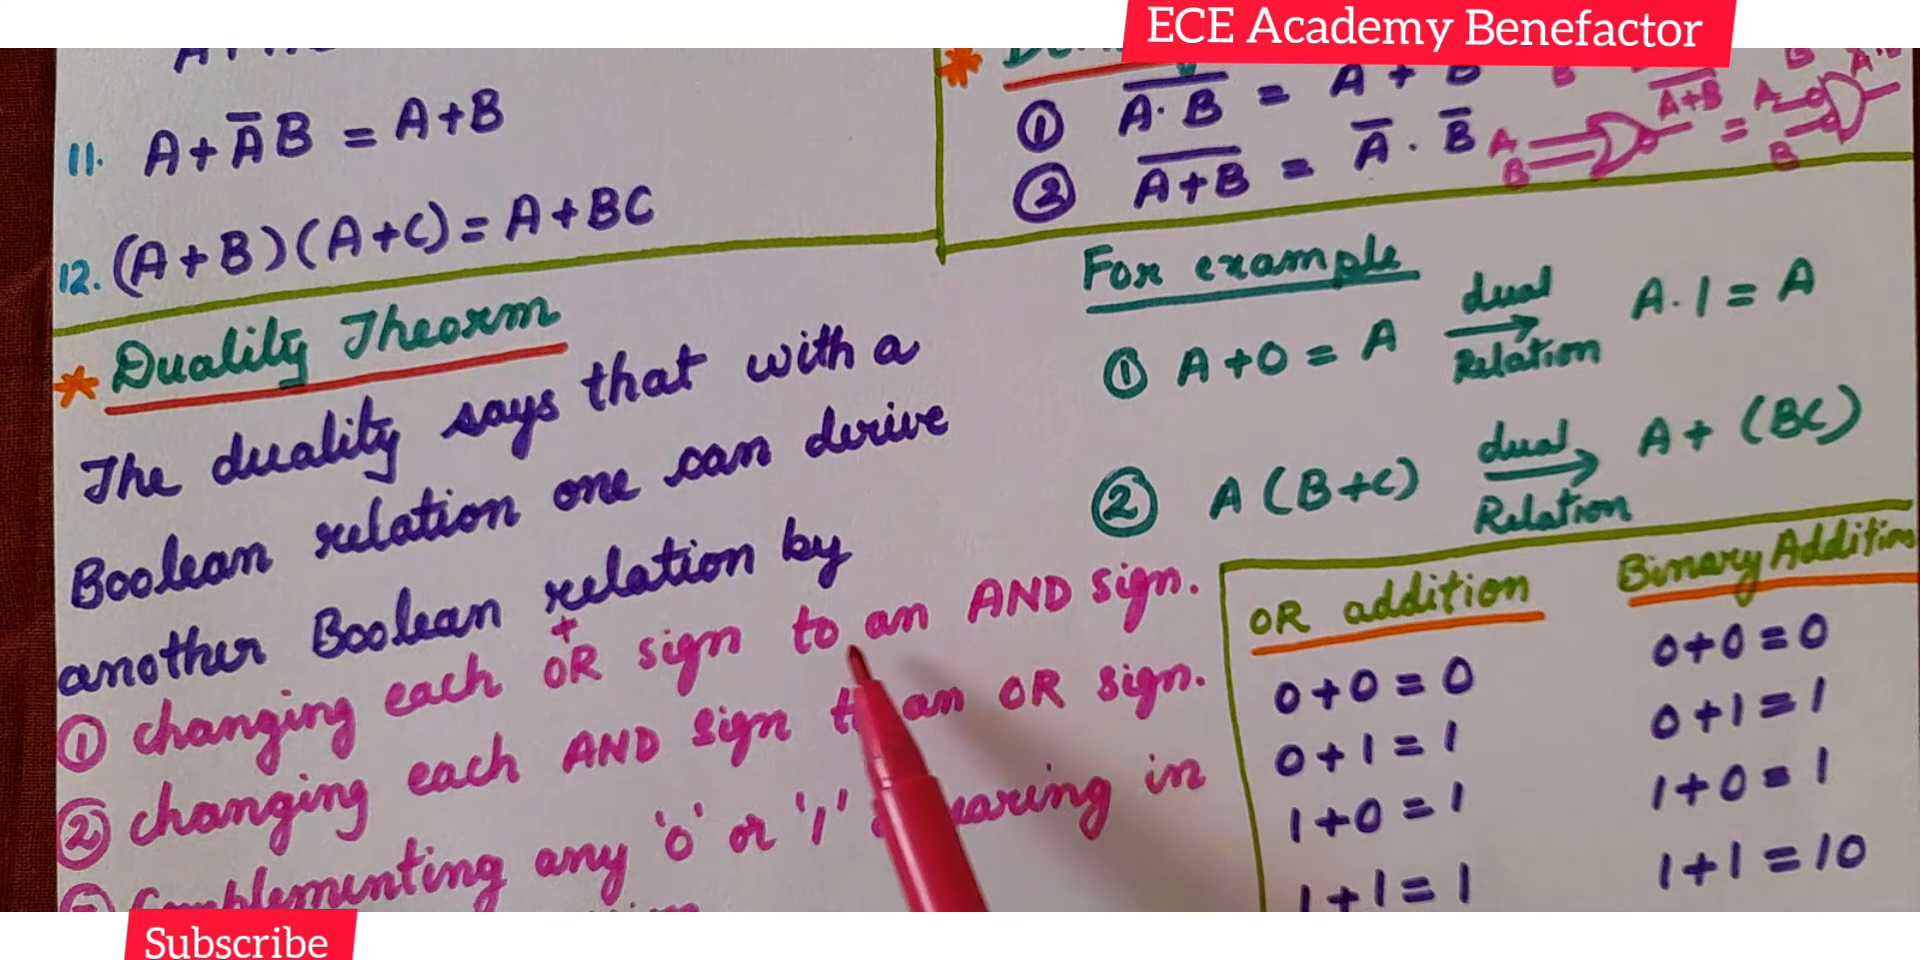 ECE Academy Benefactor
11. A + A̅B = A+B
12. (A+B)(A+C) = A+BC
* Duality Theorm
The duality says that with a
Boolean relation one can derive
another Boolean relation by
+
① changing each OR sign to an AND sign.
② changing each AND sign to an OR sign.
any '0' or '1' in
*
① \overline{A·B} = A + B
② \overline{A+B} = A̅ · B̅
\overline{A+B}
A
B
=
A
B
For example
① A+0 = A dual Relation A·1 = A
② A(B+C) dual Relation A + (BC)
OR addition
0+0=0
0+1=1
1+0=1
1+1=1
Binary Addition
0+0=0
0+1=1
1+0=1
1+1=10
Subscribe